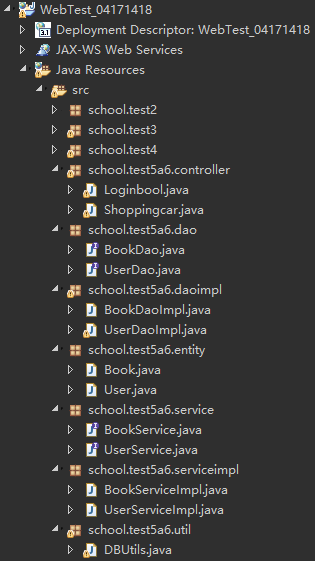 WebTest_04171418
Deployment Descriptor: WebTest_04171418
3.1
JAX-WS Web Services
Java Resources
src
school.test2
school.test3
school.test4
school.test5a6.controller
Loginbool.java
Shoppingcar.java
school.test5a6.dao
BookDao.java
UserDao.java
school.test5a6.daoimpl
BookDaoImpl.java
UserDaoImpl.java
school.test5a6.entity
Book.java
User.java
school.test5a6.service
BookService.java
UserService.java
school.test5a6.serviceimpl
BookServiceImpl.java
UserServiceImpl.java
school.test5a6.util
DBUtils.java